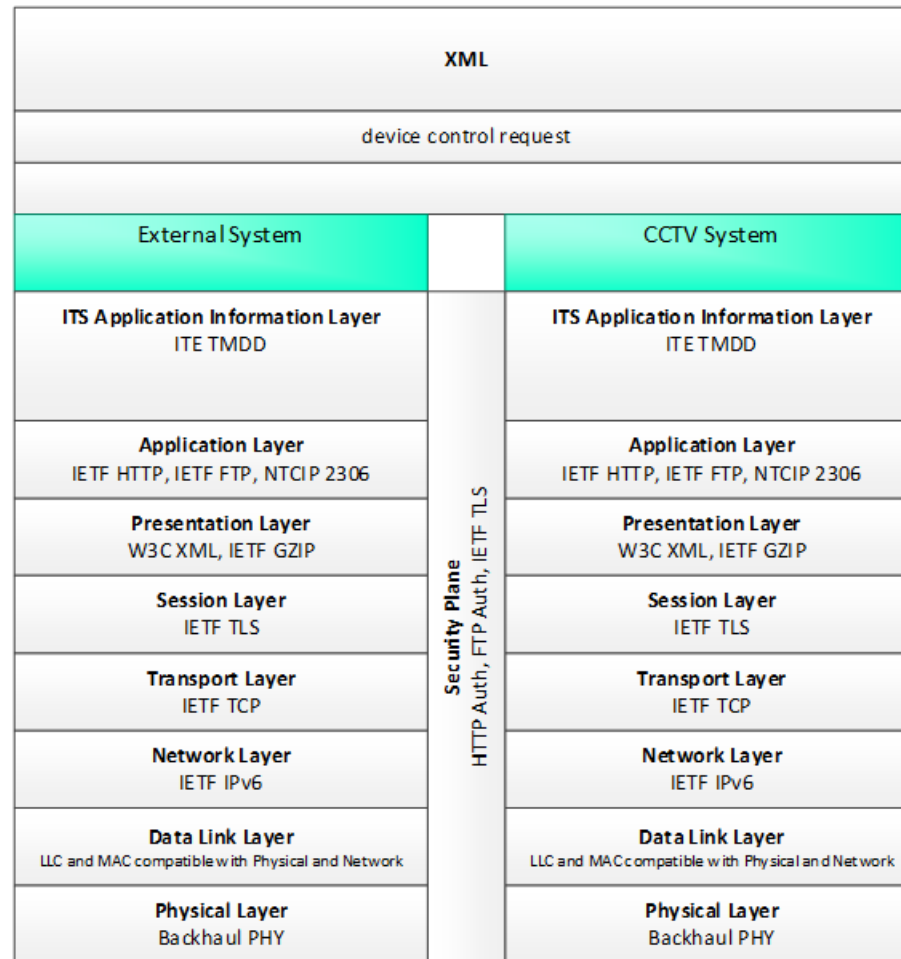 XML
device control request
External System
CCTV System
ITS Application Information Layer
ITE TMDD
Application Layer
IETF HTTP, IETF FTP, NTCIP 2306
Presentation Layer
W3C XML, IETF GZIP
Session Layer
IETF TLS
Transport Layer
IETF TCP
Network Layer
IETF IPv6
Data Link Layer
LLC and MAC compatible with Physical and Network
Physical Layer
Backhaul PHY
Security Plane
HTTP Auth, FTP Auth, IETF TLS
ITS Application Information Layer
ITE TMDD
Application Layer
IETF HTTP, IETF FTP, NTCIP 2306
Presentation Layer
W3C XML, IETF GZIP
Session Layer
IETF TLS
Transport Layer
IETF TCP
Network Layer
IETF IPv6
Data Link Layer
LLC and MAC compatible with Physical and Network
Physical Layer
Backhaul PHY